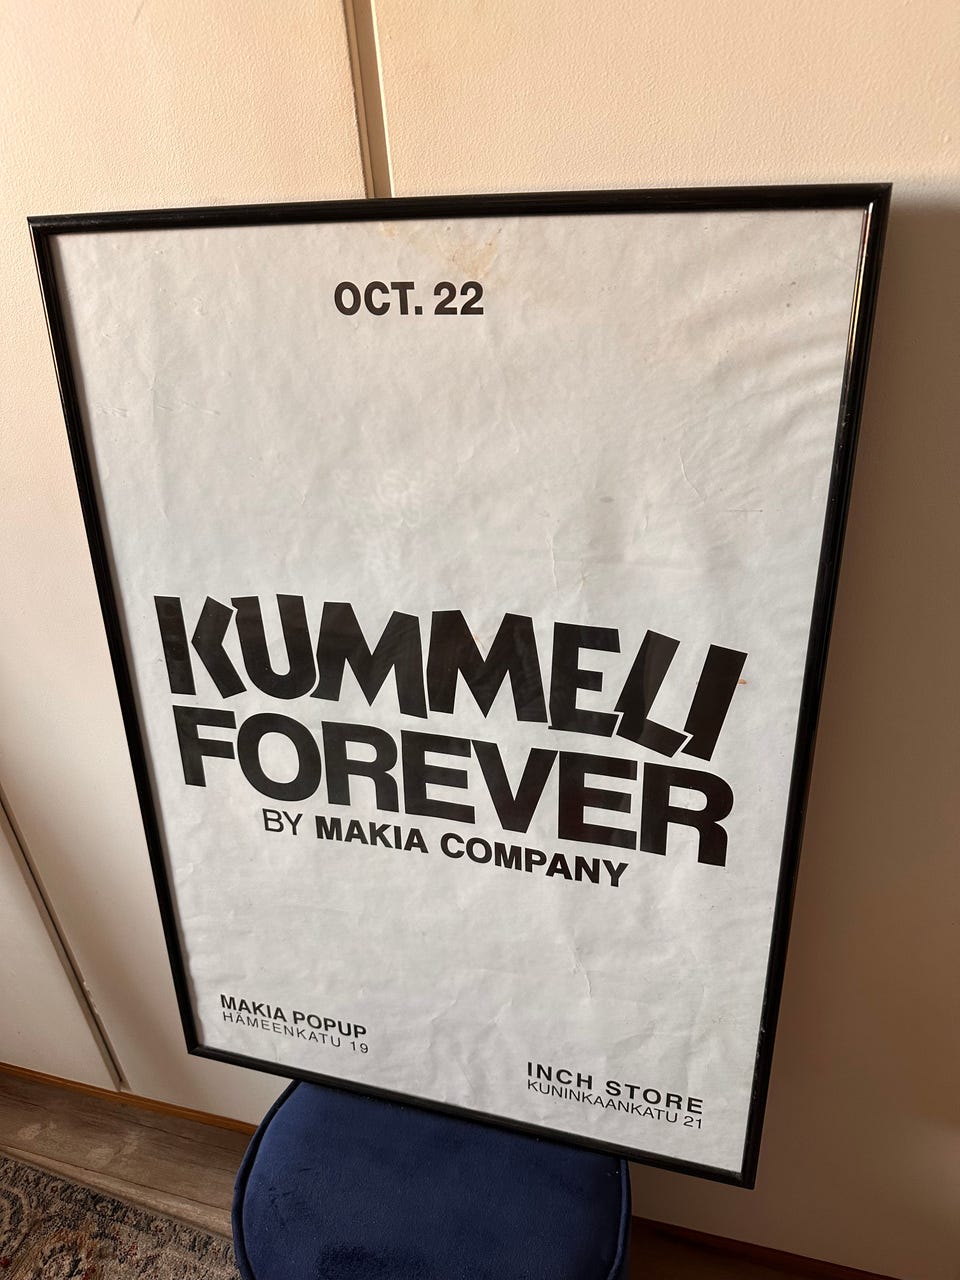 OCT. 22
KUMMELI
FOREVER
BY MAKIA COMPANY
MAKIA POPUP
HÄMEENKATU 19
INCH STORE
KUNINKAANKATU 21